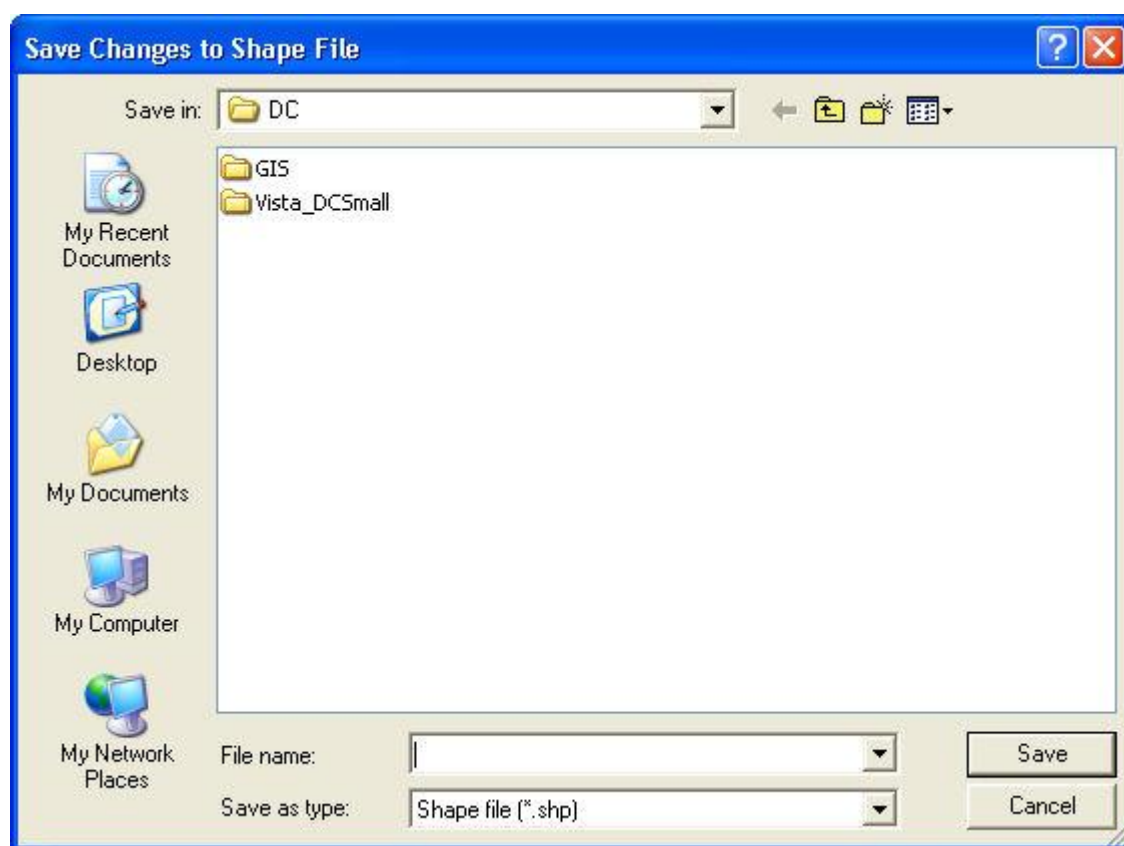 Save Changes to Shape File
Save in: DC
GIS
Vista_DCSmall
My Recent
Documents
Desktop
My Documents
My Computer
My Network
Places
File name:
Save
Save as type: Shape file (*.shp)
Cancel